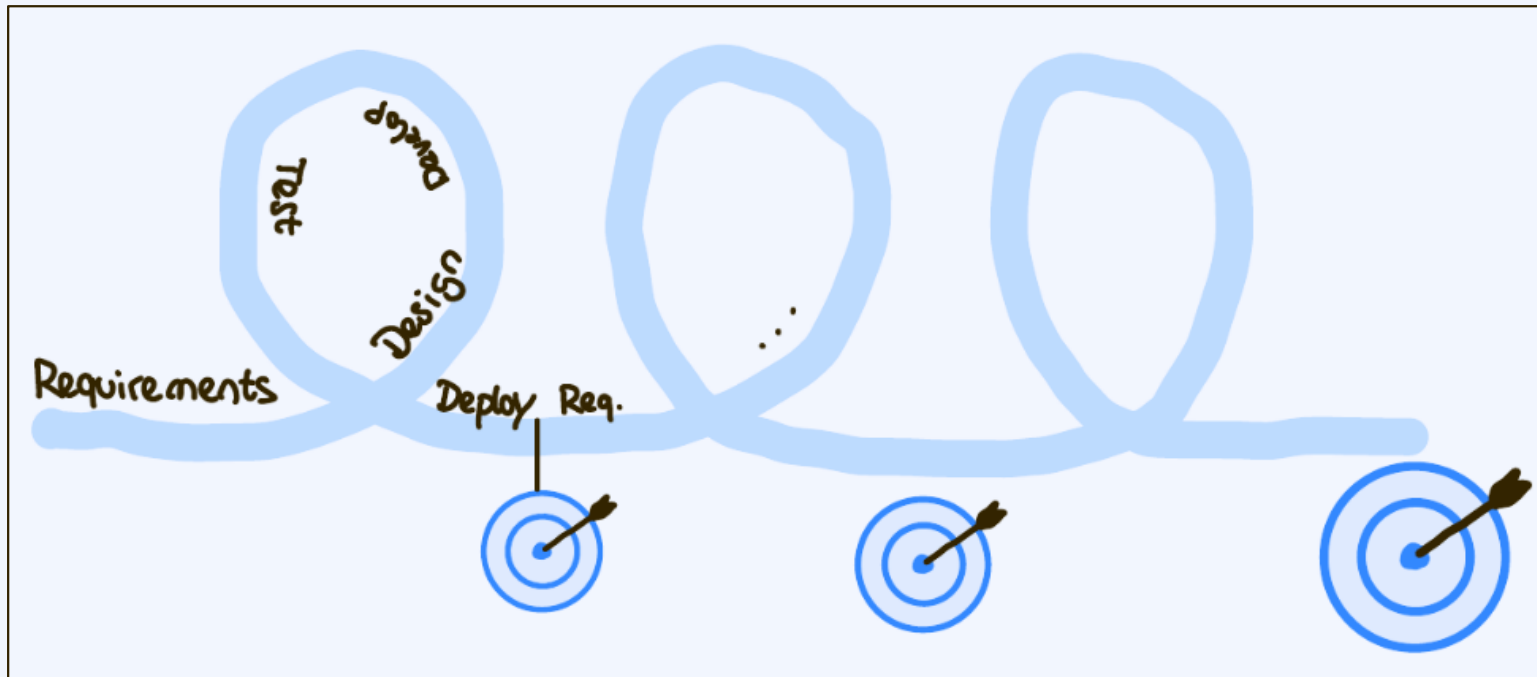 Requirements
Design
Develop
Test
Deploy
Req.
...